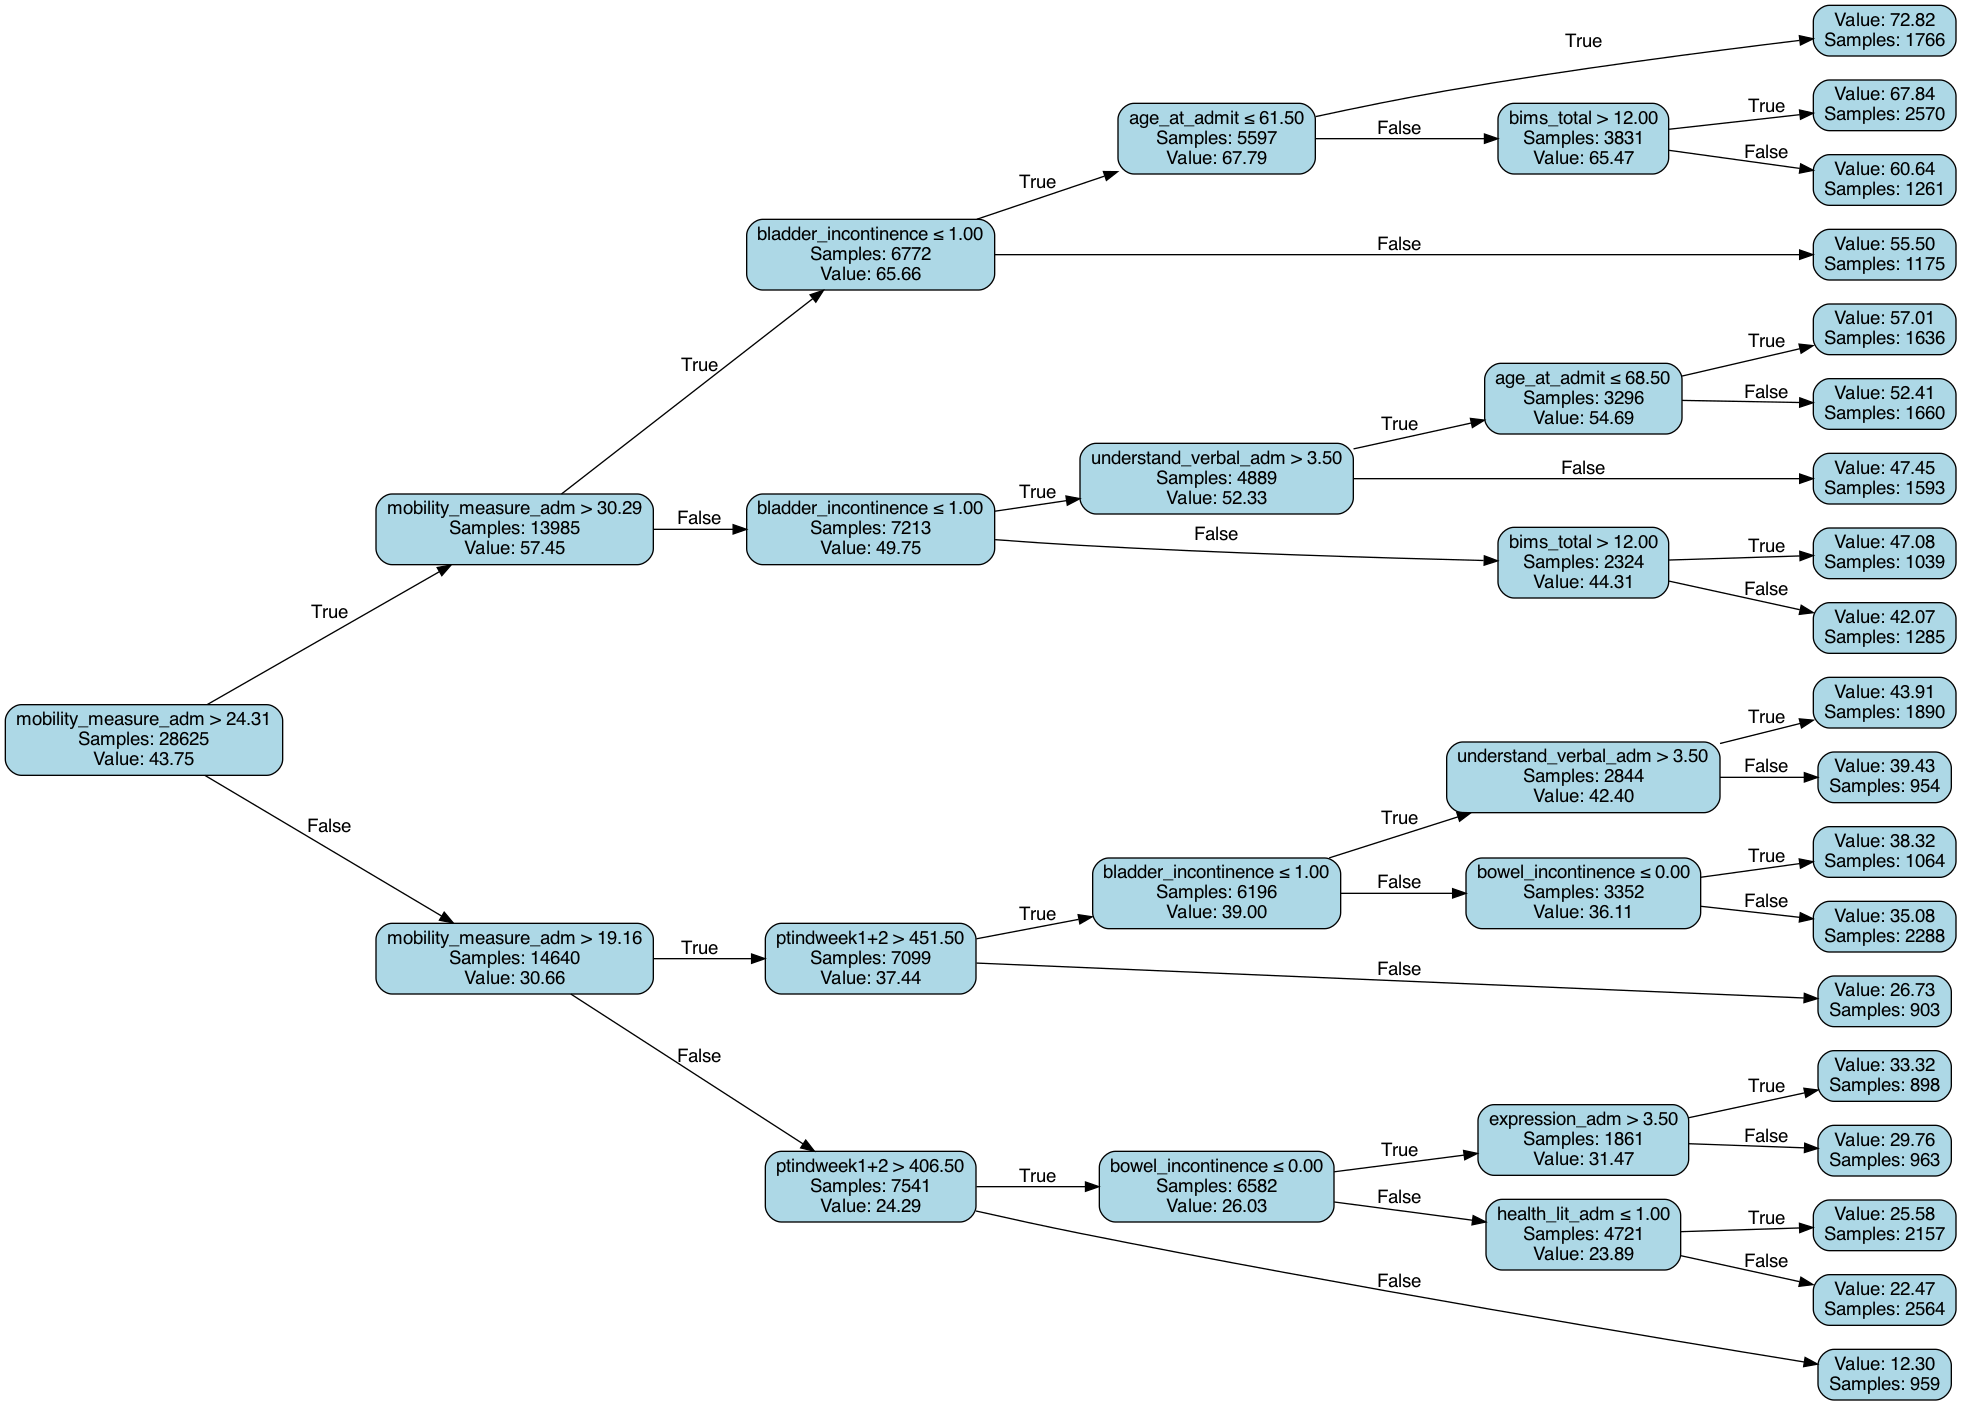 Value: 72.82
Samples: 1766
True
Value: 67.84
Samples: 2570
age_at_admit ≤ 61.50
Samples: 5597
Value: 67.79
False
bims_total > 12.00
Samples: 3831
Value: 65.47
True
False
Value: 60.64
Samples: 1261
True
bladder_incontinence ≤ 1.00
Samples: 6772
Value: 65.66
False
Value: 55.50
Samples: 1175
True
Value: 57.01
Samples: 1636
True
age_at_admit ≤ 68.50
Samples: 3296
Value: 54.69
False
Value: 52.41
Samples: 1660
True
understand_verbal_adm > 3.50
Samples: 4889
Value: 52.33
False
Value: 47.45
Samples: 1593
mobility_measure_adm > 30.29
Samples: 13985
Value: 57.45
False
bladder_incontinence ≤ 1.00
Samples: 7213
Value: 49.75
True
False
bims_total > 12.00
Samples: 2324
Value: 44.31
True
Value: 47.08
Samples: 1039
False
Value: 42.07
Samples: 1285
True
mobility_measure_adm > 24.31
Samples: 28625
Value: 43.75
False
Value: 43.91
Samples: 1890
True
understand_verbal_adm > 3.50
Samples: 2844
Value: 42.40
False
Value: 39.43
Samples: 954
True
bladder_incontinence ≤ 1.00
Samples: 6196
Value: 39.00
False
bowel_incontinence ≤ 0.00
Samples: 3352
Value: 36.11
True
Value: 38.32
Samples: 1064
False
Value: 35.08
Samples: 2288
mobility_measure_adm > 19.16
Samples: 14640
Value: 30.66
True
ptindweek1+2 > 451.50
Samples: 7099
Value: 37.44
True
False
Value: 26.73
Samples: 903
False
Value: 33.32
Samples: 898
True
expression_adm > 3.50
Samples: 1861
Value: 31.47
False
Value: 29.76
Samples: 963
ptindweek1+2 > 406.50
Samples: 7541
Value: 24.29
True
bowel_incontinence ≤ 0.00
Samples: 6582
Value: 26.03
True
False
health_lit_adm ≤ 1.00
Samples: 4721
Value: 23.89
True
Value: 25.58
Samples: 2157
False
Value: 22.47
Samples: 2564
False
Value: 12.30
Samples: 959